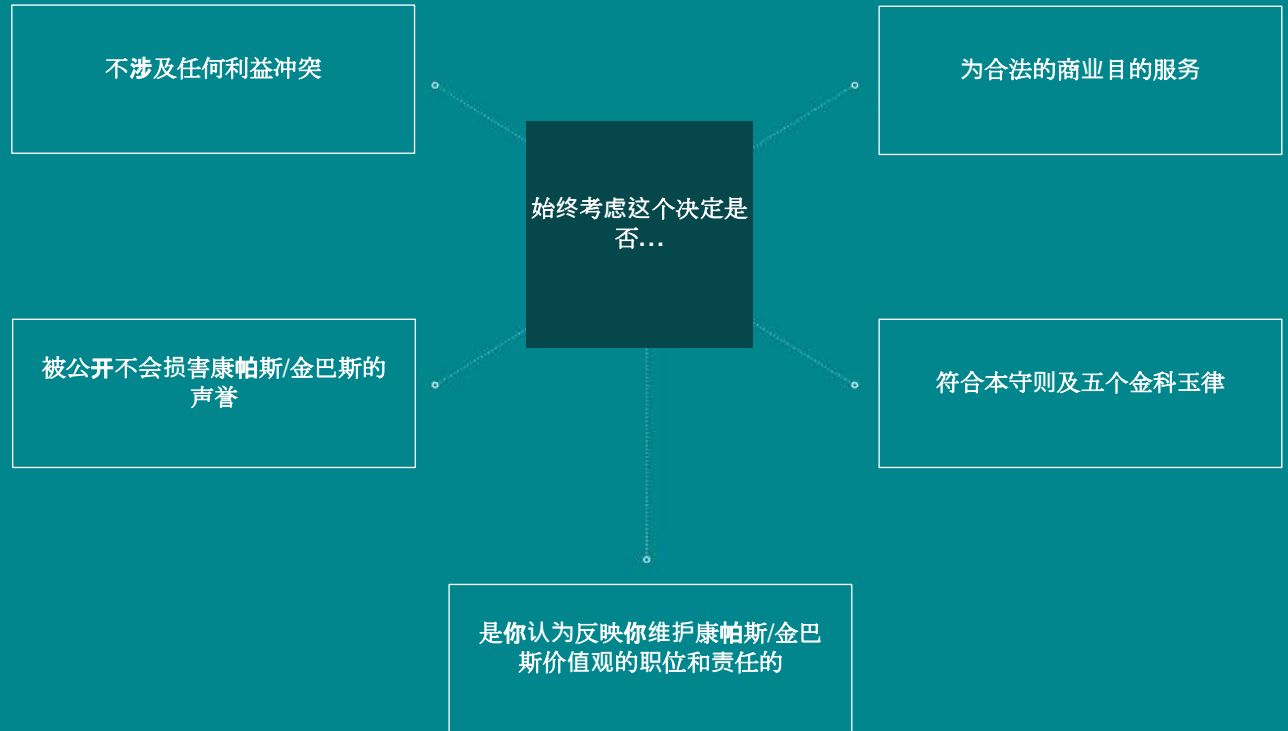 不涉及任何利益冲突
为合法的商业目的服务
始终考虑这个决定是
否...
被公开不会损害康帕斯/金巴斯的
声誉
符合本守则及五个金科玉律
是你认为反映你维护康帕斯/金巴
斯价值观的职位和责任的